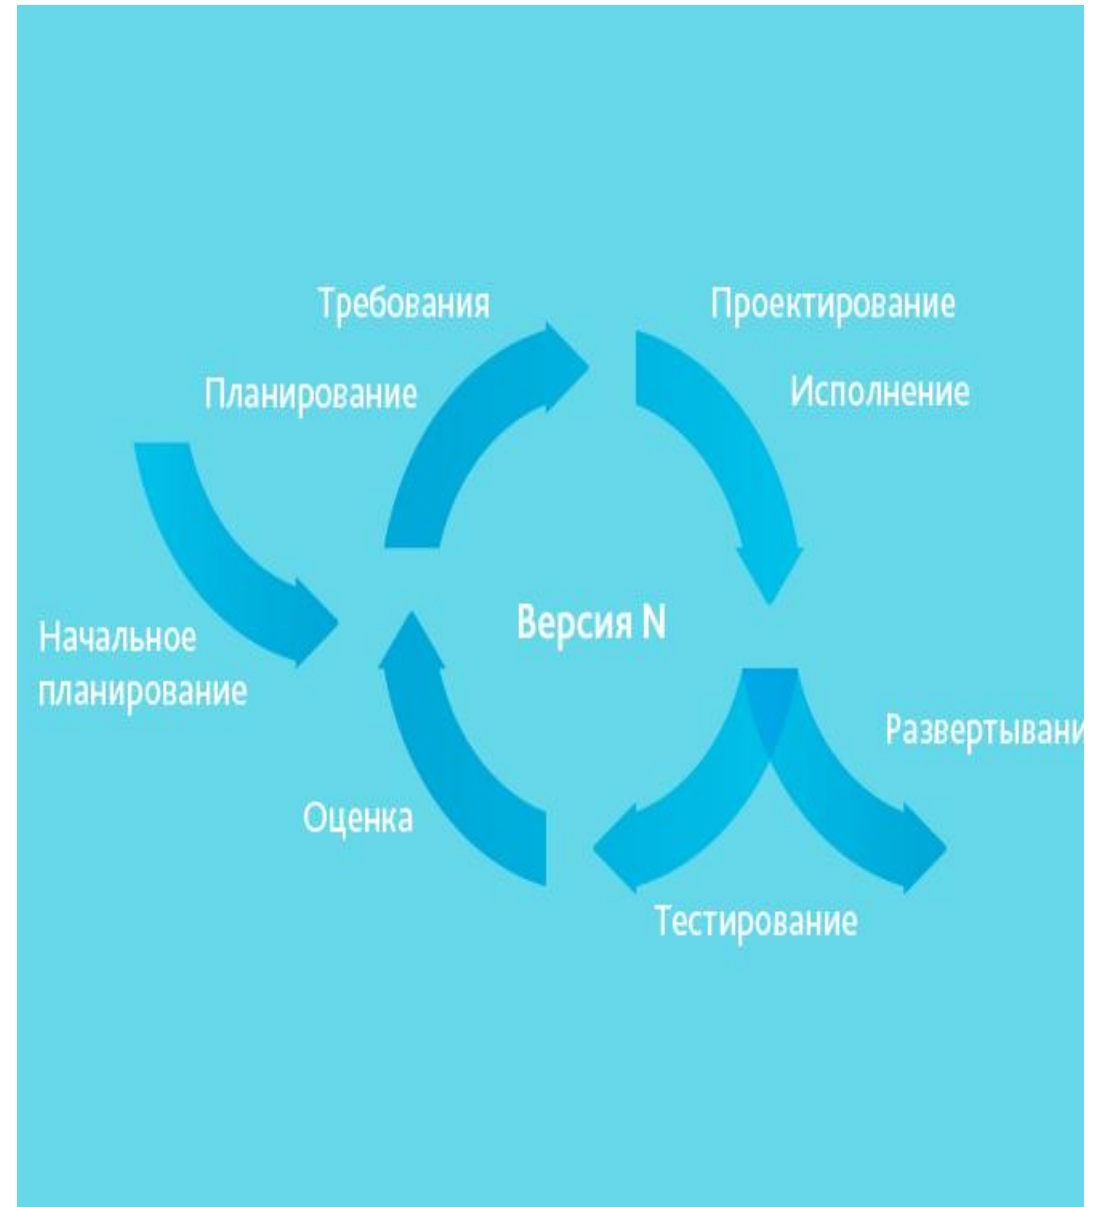 Требования
Проектирование
Планирование
Исполнение
Версия N
Начальное
планирование
Развертывани
Оценка
Тестирование